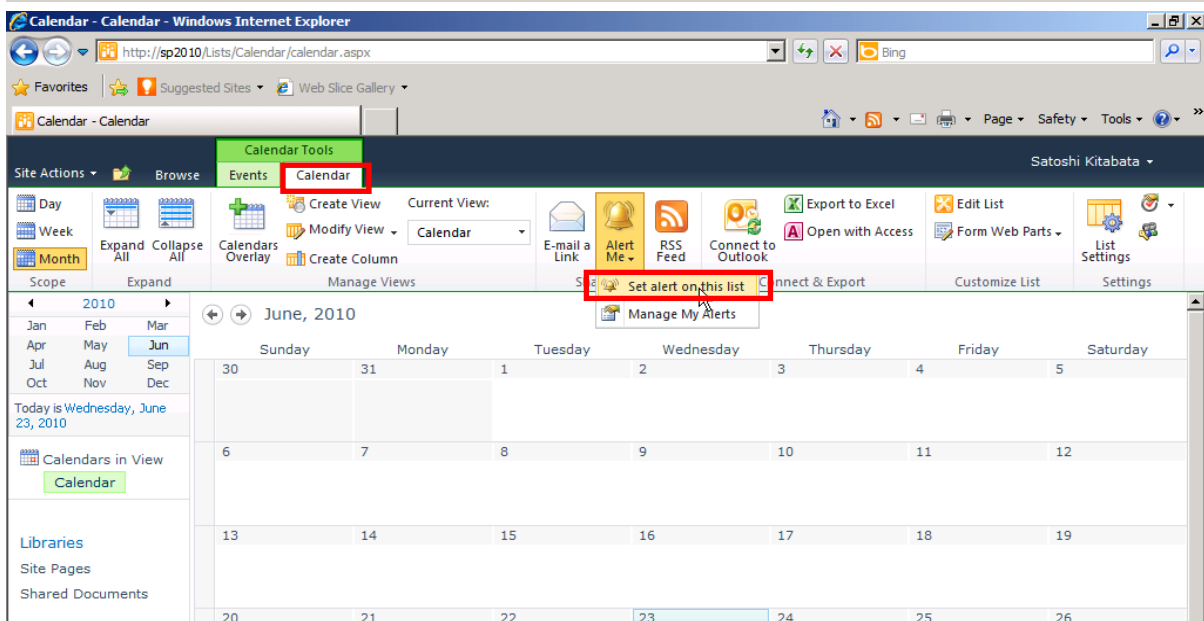 Calendar - Calendar - Windows Internet Explorer
http://sp2010/Lists/Calendar/calendar.aspx
Bing
Favorites Suggested Sites Web Slice Gallery
Calendar - Calendar
Page Safety Tools
Calendar Tools
Satoshi Kitabata
Site Actions Browse Events Calendar
Day
Week
Month
Scope
Expand All
Collapse All
Expand
Calendars Overlay
Create View
Modify View
Create Column
Current View:
Calendar
Manage Views
E-mail a Link
Alert Me
RSS Feed
Sha
Connect to Outlook
Export to Excel
Open with Access
Connect & Export
Edit List
Form Web Parts
Customize List
List Settings
Settings
Set alert on this list
Manage My Alerts
2010
Jan Feb Mar
Apr May Jun
Jul Aug Sep
Oct Nov Dec
Today is Wednesday, June
23, 2010
Calendars in View
Calendar
Libraries
Site Pages
Shared Documents
June, 2010
Sunday Monday Tuesday Wednesday Thursday Friday Saturday
30 31 1 2 3 4 5
6 7 8 9 10 11 12
13 14 15 16 17 18 19
20 21 22 23 24 25 26